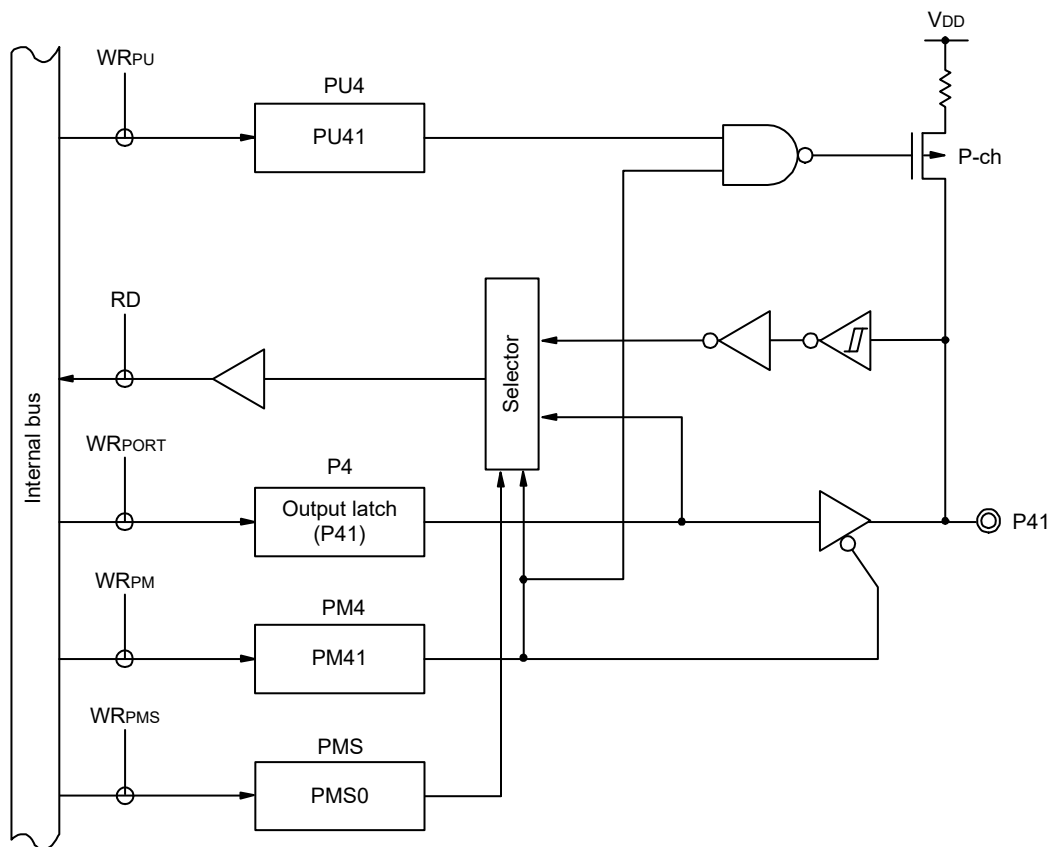 VDD
WRPU
PU4
PU41
P-ch
RD
Selector
Internal bus
WRPORT
P4
Output latch
(P41)
P41
WRPM
PM4
PM41
WRPMS
PMS
PMS0